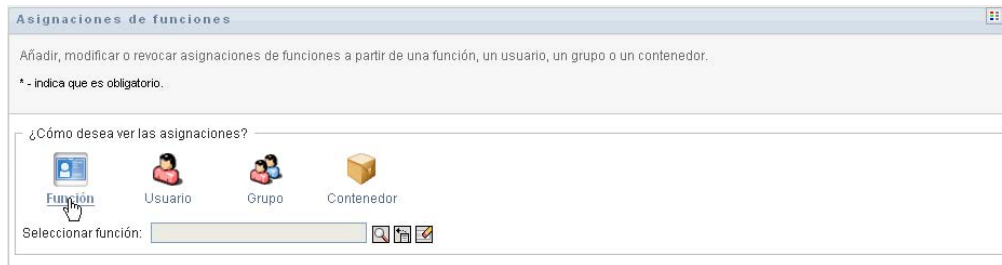 Asignaciones de funciones
Añadir, modificar o revocar asignaciones de funciones a partir de una función, un usuario, un grupo o un contenedor.
* - indica que es obligatorio.
¿Cómo desea ver las asignaciones?
Función Usuario Grupo Contenedor
Seleccionar función: